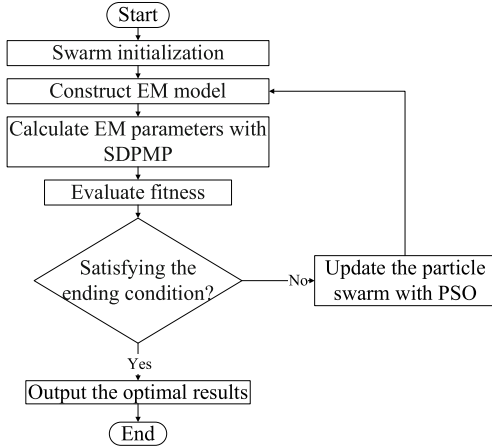 Start
Swarm initialization
Construct EM model
Calculate EM parameters with
SDPMP
Evaluate fitness
Satisfying the
ending condition?
No
Update the particle
swarm with PSO
Yes
Output the optimal results
End